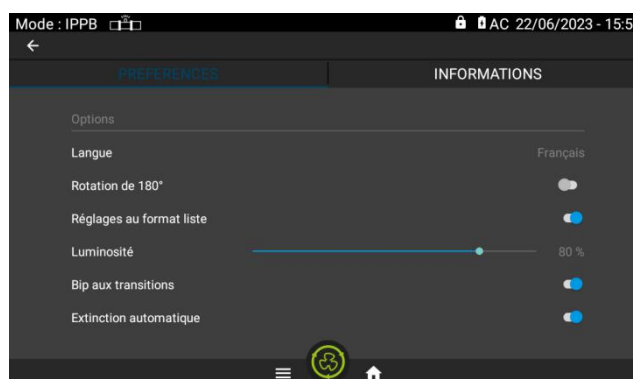 Mode : IPPB AC 22/06/2023 - 15:5
PREFERENCES INFORMATIONS
Options
Langue Français
Rotation de 180°
Réglages au format liste
Luminosité 80 %
Bip aux transitions
Extinction automatique